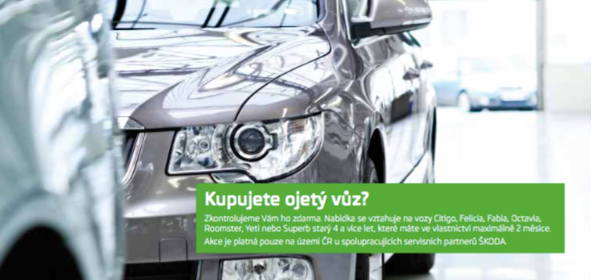 Kupujete ojetý vůz?
Zkontrolujeme Vám ho zdarma. Nabídka se vztahuje na vozy Citigo, Felicia, Fabia, Octavia,
Roomster, Yeti nebo Superb starý 4 a více let, které máte ve vlastnictví maximálně 2 měsíce.
Akce je platná pouze na území ČR u spolupracujících servisních partnerů ŠKODA.